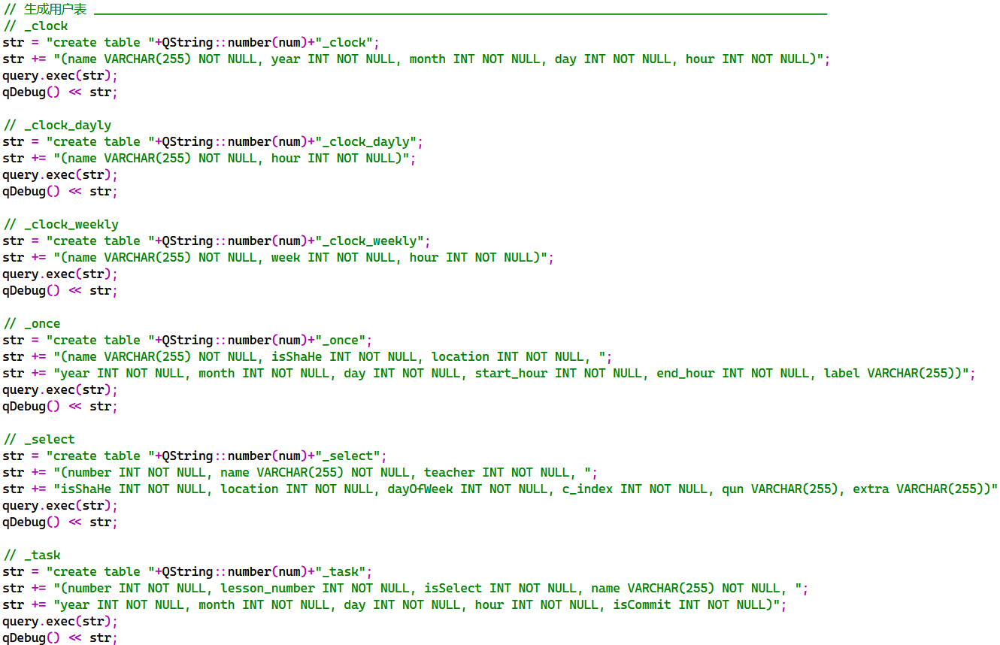 // 生成用户表 ____________________________________________________________________________________________________
// _clock
str = "create table "+QString::number(num)+"_clock";
str += "(name VARCHAR(255) NOT NULL, year INT NOT NULL, month INT NOT NULL, day INT NOT NULL, hour INT NOT NULL)";
query.exec(str);
qDebug() << str;

// _clock_dayly
str = "create table "+QString::number(num)+"_clock_dayly";
str += "(name VARCHAR(255) NOT NULL, hour INT NOT NULL)";
query.exec(str);
qDebug() << str;

// _clock_weekly
str = "create table "+QString::number(num)+"_clock_weekly";
str += "(name VARCHAR(255) NOT NULL, week INT NOT NULL, hour INT NOT NULL)";
query.exec(str);
qDebug() << str;

// _once
str = "create table "+QString::number(num)+"_once";
str += "(name VARCHAR(255) NOT NULL, isShaHe INT NOT NULL, location INT NOT NULL, ";
str += "year INT NOT NULL, month INT NOT NULL, day INT NOT NULL, start_hour INT NOT NULL, end_hour INT NOT NULL, label VARCHAR(255))";
query.exec(str);
qDebug() << str;

// _select
str = "create table "+QString::number(num)+"_select";
str += "(number INT NOT NULL, name VARCHAR(255) NOT NULL, teacher INT NOT NULL, ";
str += "isShaHe INT NOT NULL, location INT NOT NULL, dayOfWeek INT NOT NULL, c_index INT NOT NULL, qun VARCHAR(255), extra VARCHAR(255))"
query.exec(str);
qDebug() << str;

// _task
str = "create table "+QString::number(num)+"_task";
str += "(number INT NOT NULL, lesson_number INT NOT NULL, isSelect INT NOT NULL, name VARCHAR(255) NOT NULL, ";
str += "year INT NOT NULL, month INT NOT NULL, day INT NOT NULL, hour INT NOT NULL, isCommit INT NOT NULL)";
query.exec(str);
qDebug() << str;